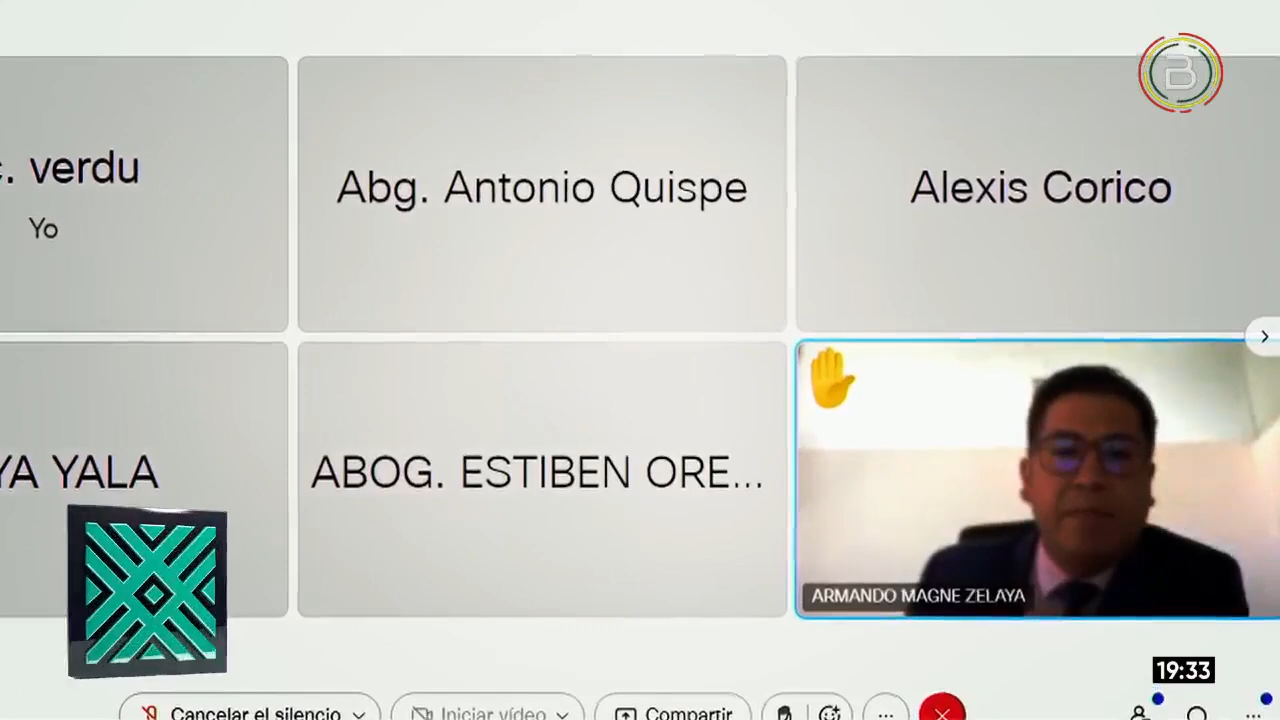 c. verdu
Yo
Abg. Antonio Quispe
Alexis Corico
YA YALA
ABOG. ESTIBEN ORE...
ARMANDO MAGNE ZELAYA
B
19:33
Cancelar el silencio
Iniciar vídeo
Compartir